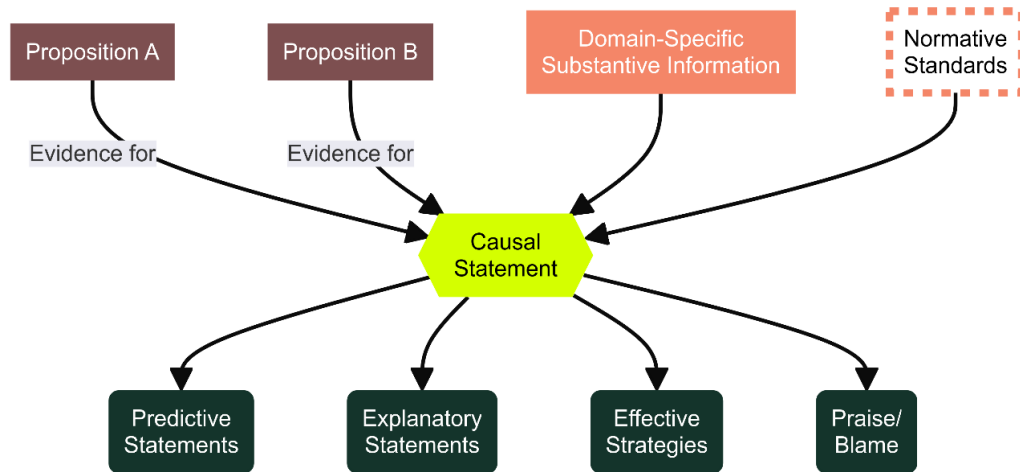 Proposition A
Proposition B
Domain-Specific
Substantive Information
Normative
Standards
Evidence for
Evidence for
Causal
Statement
Predictive
Statements
Explanatory
Statements
Effective
Strategies
Praise/
Blame